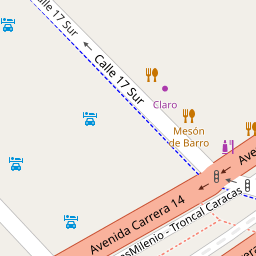 Calle 17 Sur
Calle 17 Sur
Claro
Mesón
de Barro
Ave
Avenida Carrera 14
sMilenio - Troncal Caracas